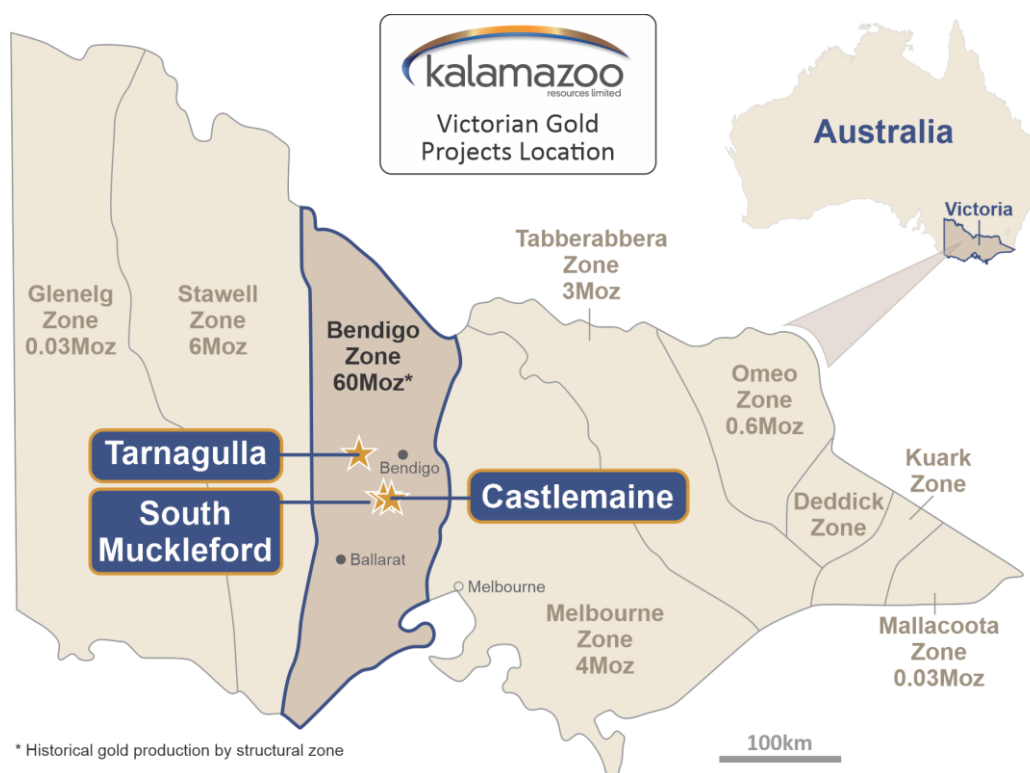 kalamazoo
resources limited
Victorian Gold
Projects Location
Australia
Victoria
Tabberabbera
Zone
3Moz
Glenelg
Zone
0.03Moz
Stawell
Zone
6Moz
Bendigo
Zone
60Moz*
Omeo
Zone
0.6Moz
Tarnagulla
Bendigo
Kuark
Zone
South
Muckleford
Castlemaine
Deddick
Zone
Ballarat
Melbourne
Melbourne
Zone
4Moz
Mallacoota
Zone
0.03Moz
* Historical gold production by structural zone
100km